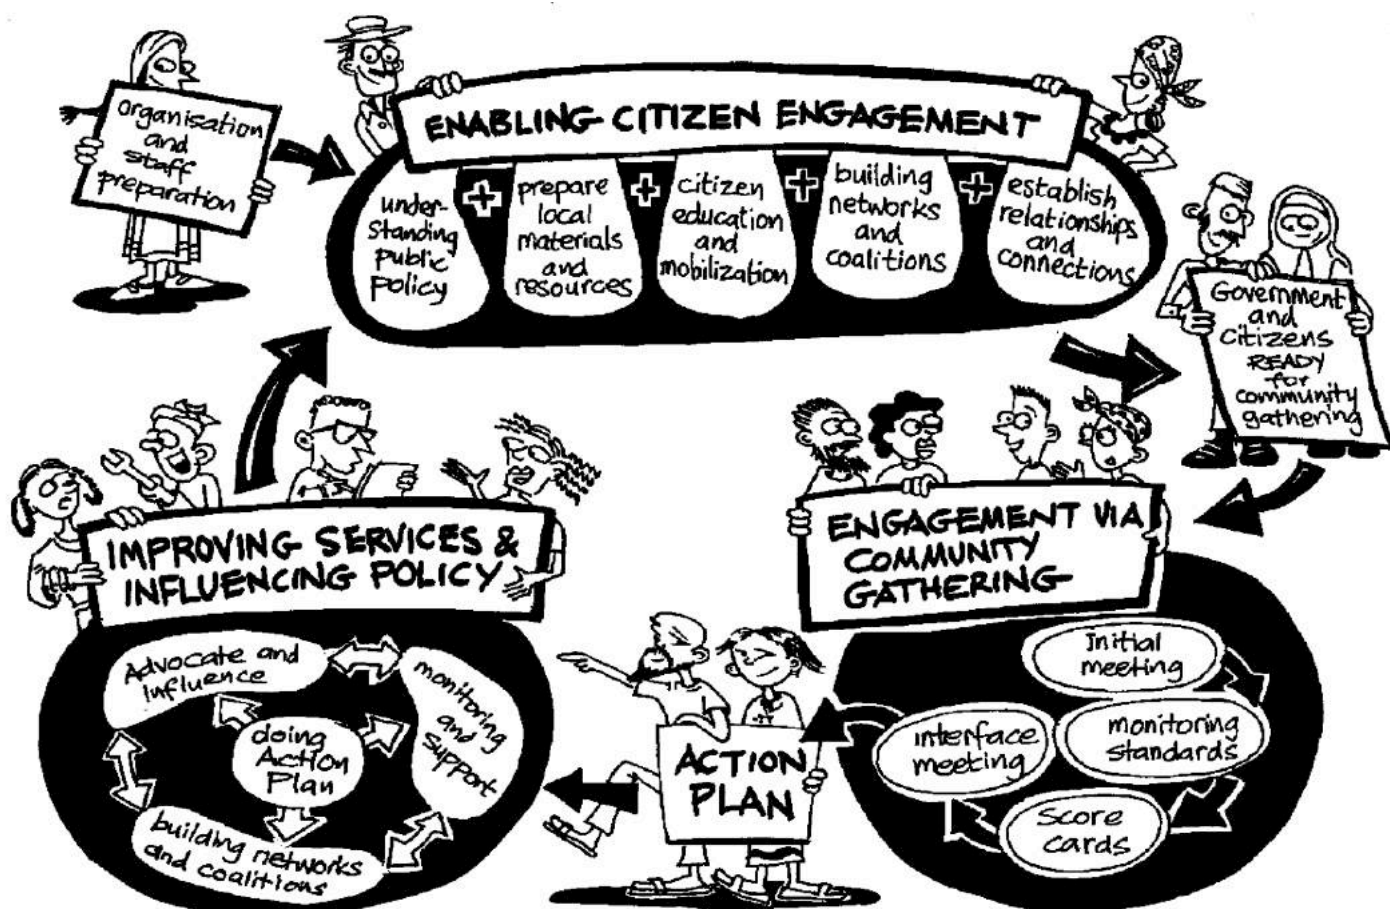 organisation
and
staff
preparation
ENABLING CITIZEN ENGAGEMENT
under-
standing
public
policy
+
prepare
local
materials
and
resources
+
citizen
education
and
mobilization
+
building
networks
and
coalitions
+
establish
relationships
and
connections
Government
and
citizens
READY
for
community
gathering
ENGAGEMENT VIA
COMMUNITY
GATHERING
Initial
meeting
monitoring
standards
score
cards
interface
meeting
ACTION
PLAN
IMPROVING SERVICES &
INFLUENCING POLICY
Advocate and
influence
monitoring
and
support
doing
Action
Plan
building networks
and coalitions